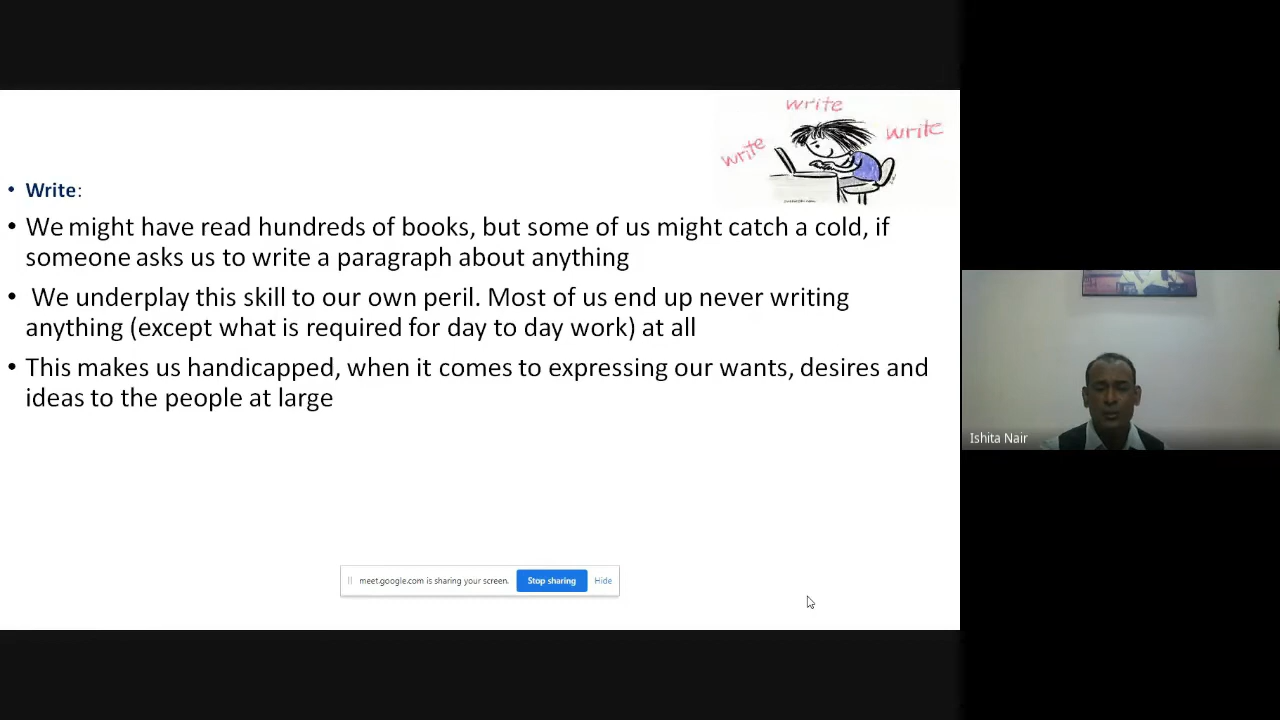 write
write
write
• Write:
• We might have read hundreds of books, but some of us might catch a cold, if
someone asks us to write a paragraph about anything
• We underplay this skill to our own peril. Most of us end up never writing
anything (except what is required for day to day work) at all
• This makes us handicapped, when it comes to expressing our wants, desires and
ideas to the people at large
Ishita Nair
meet.google.com is sharing your screen. Stop sharing Hide